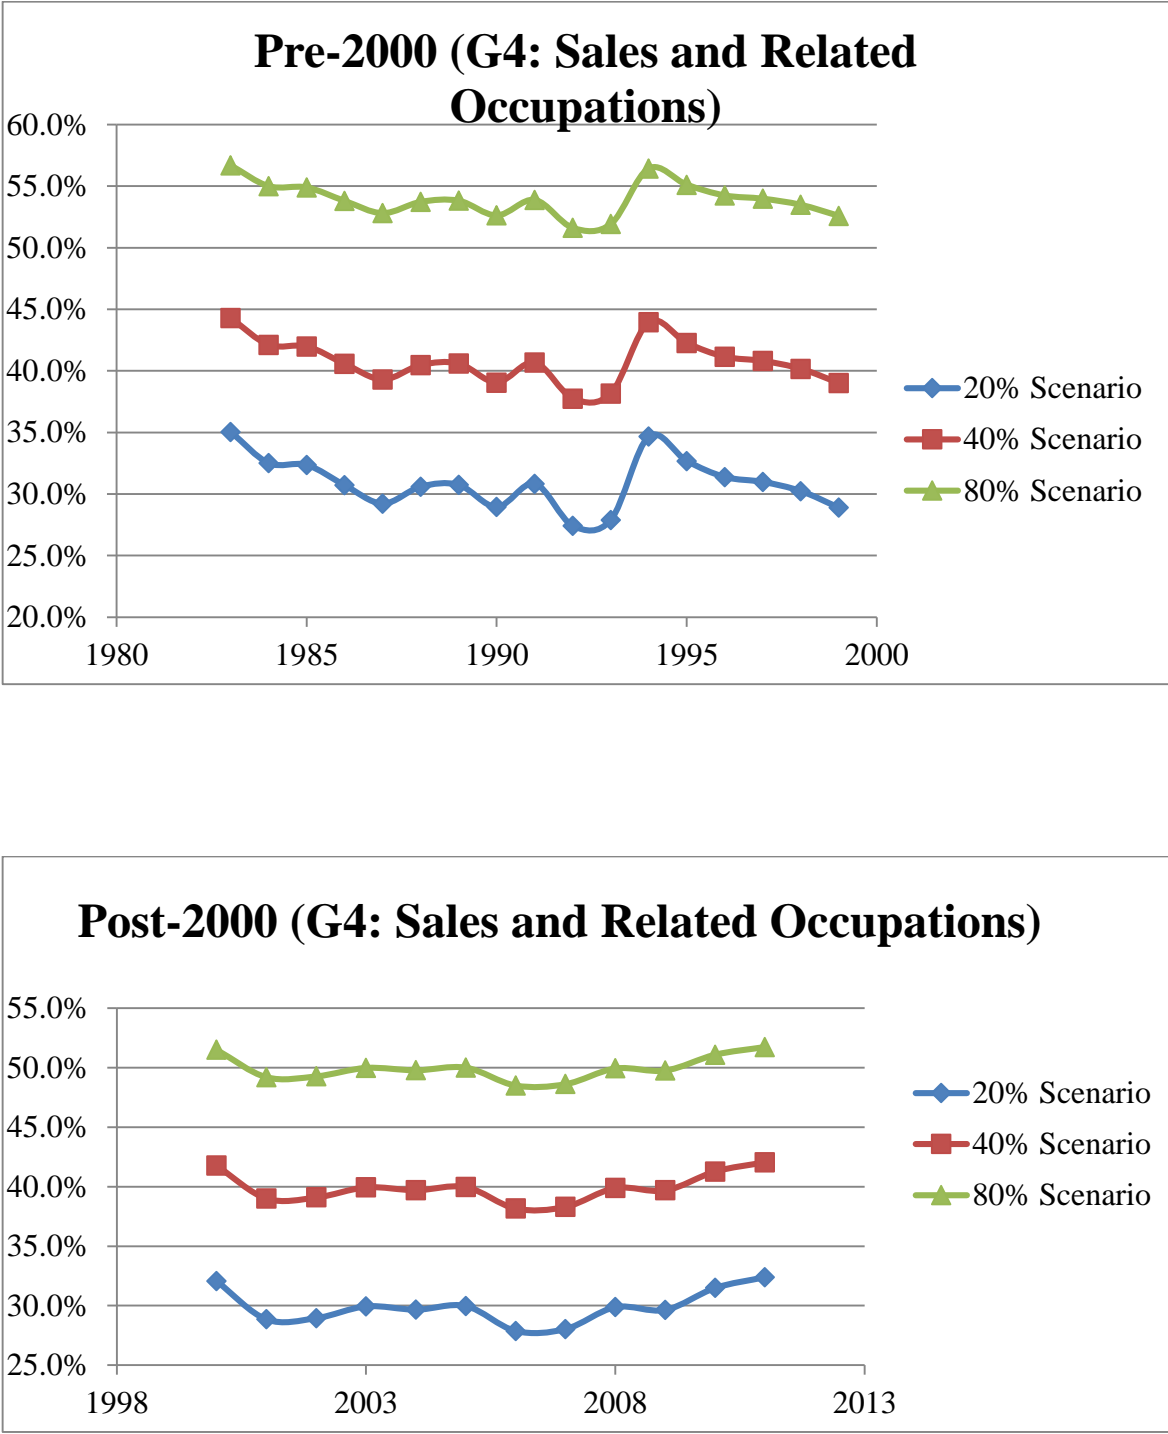 Pre-2000 (G4: Sales and Related
Occupations)
60.0%
55.0%
50.0%
45.0%
40.0%
35.0%
30.0%
25.0%
20.0%
1980 1985 1990 1995 2000
20% Scenario
40% Scenario
80% Scenario
Post-2000 (G4: Sales and Related Occupations)
55.0%
50.0%
45.0%
40.0%
35.0%
30.0%
25.0%
1998 2003 2008 2013
20% Scenario
40% Scenario
80% Scenario